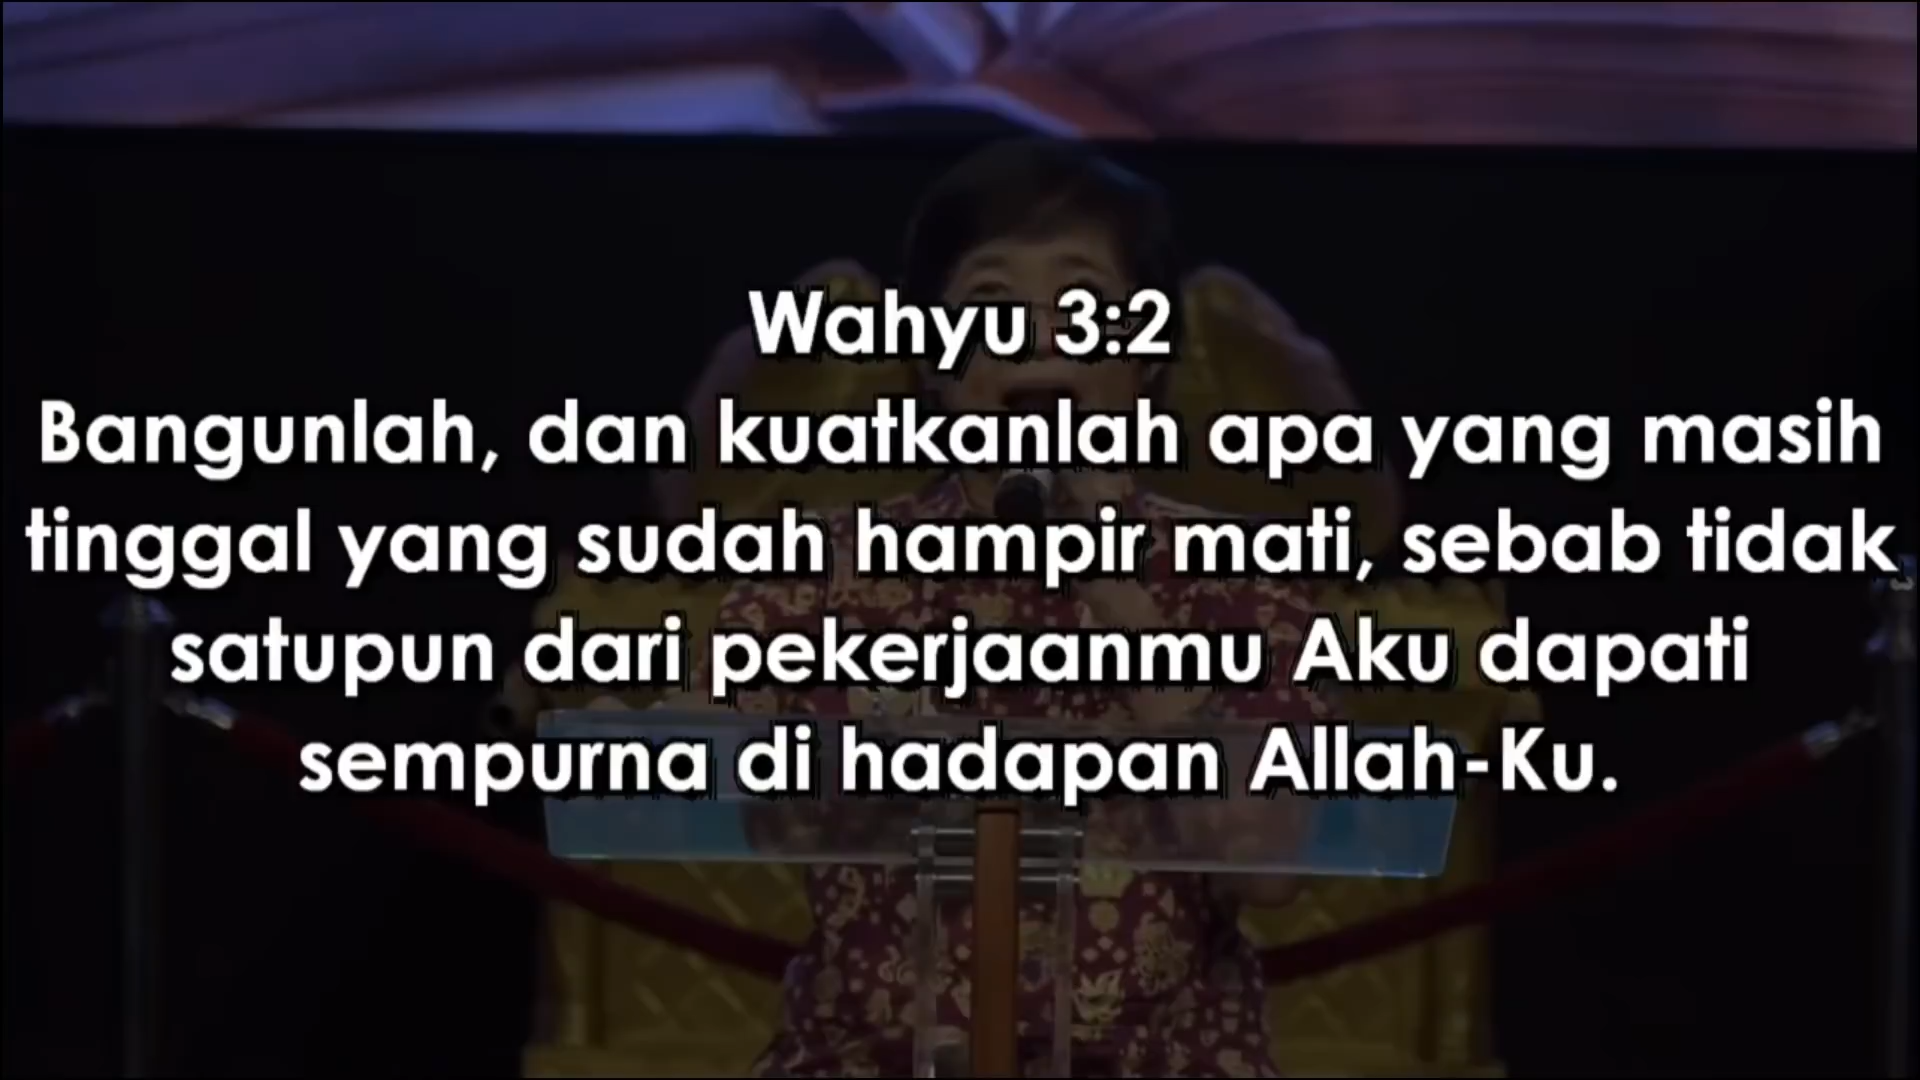 Wahyu 3:2
Bangunlah, dan kuatkanlah apa yang masih
tinggal yang sudah hampir mati, sebab tidak
satupun dari pekerjaanmu Aku dapati
sempurna di hadapan Allah-Ku.